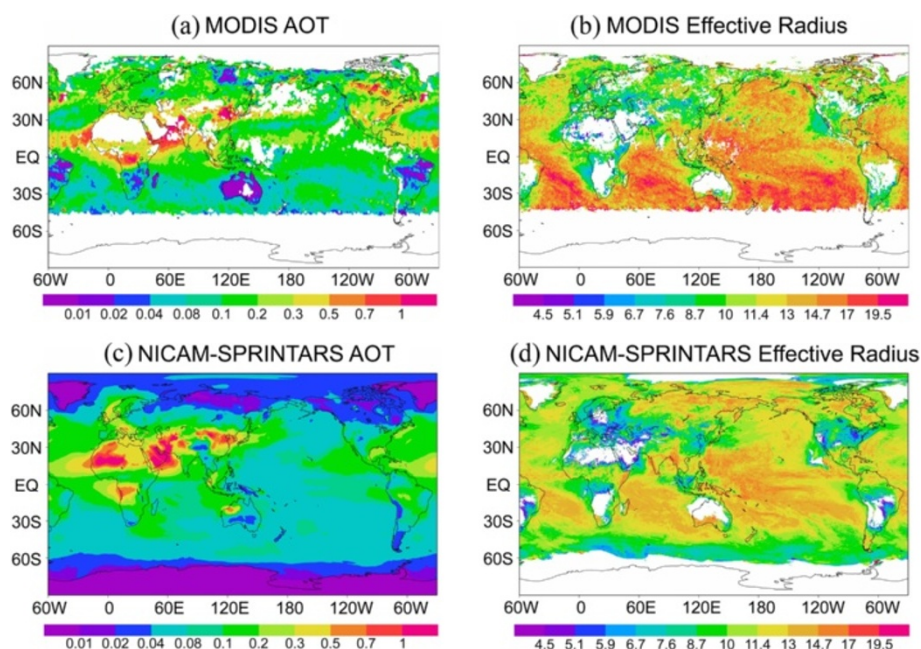 (a) MODIS AOT
(b) MODIS Effective Radius
60N
30N
EQ
30S
60S
60W 0 60E 120E 180 120W 60W
0.01 0.02 0.04 0.08 0.1 0.2 0.3 0.5 0.7 1
60N
30N
EQ
30S
60S
60W 0 60E 120E 180 120W 60W
4.5 5.1 5.9 6.7 7.6 8.7 10 11.4 13 14.7 17 19.5
(c) NICAM-SPRINTARS AOT
(d) NICAM-SPRINTARS Effective Radius
60N
30N
EQ
30S
60S
60W 0 60E 120E 180 120W 60W
0.01 0.02 0.04 0.08 0.1 0.2 0.3 0.5 0.7 1
60N
30N
EQ
30S
60S
60W 0 60E 120E 180 120W 60W
4.5 5.1 5.9 6.7 7.6 8.7 10 11.4 13 14.7 17 19.5